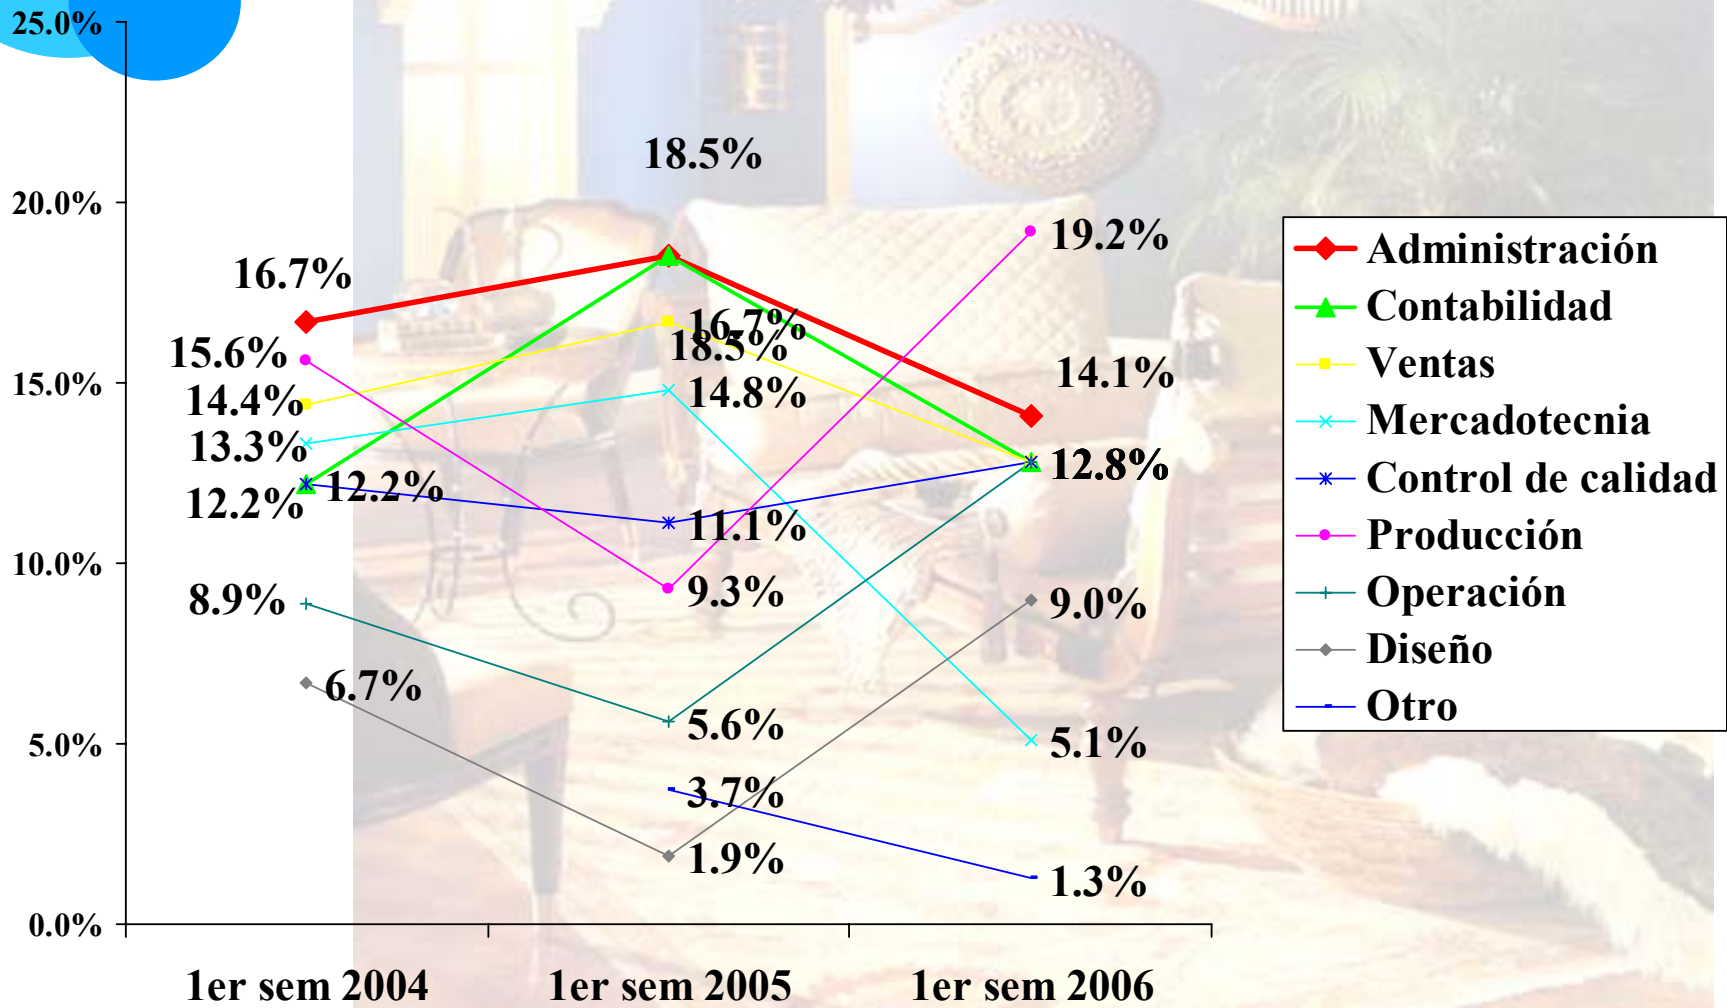 25.0%
20.0%
15.0%
10.0%
5.0%
0.0%
16.7%
15.6%
14.4%
13.3%
12.2%
12.2%
8.9%
6.7%
18.5%
16.7%
18.5%
14.8%
11.1%
9.3%
5.6%
3.7%
1.9%
19.2%
14.1%
12.8%
9.0%
5.1%
1.3%
1er sem 2004
1er sem 2005
1er sem 2006
Administración
Contabilidad
Ventas
Mercadotecnia
Control de calidad
Producción
Operación
Diseño
Otro